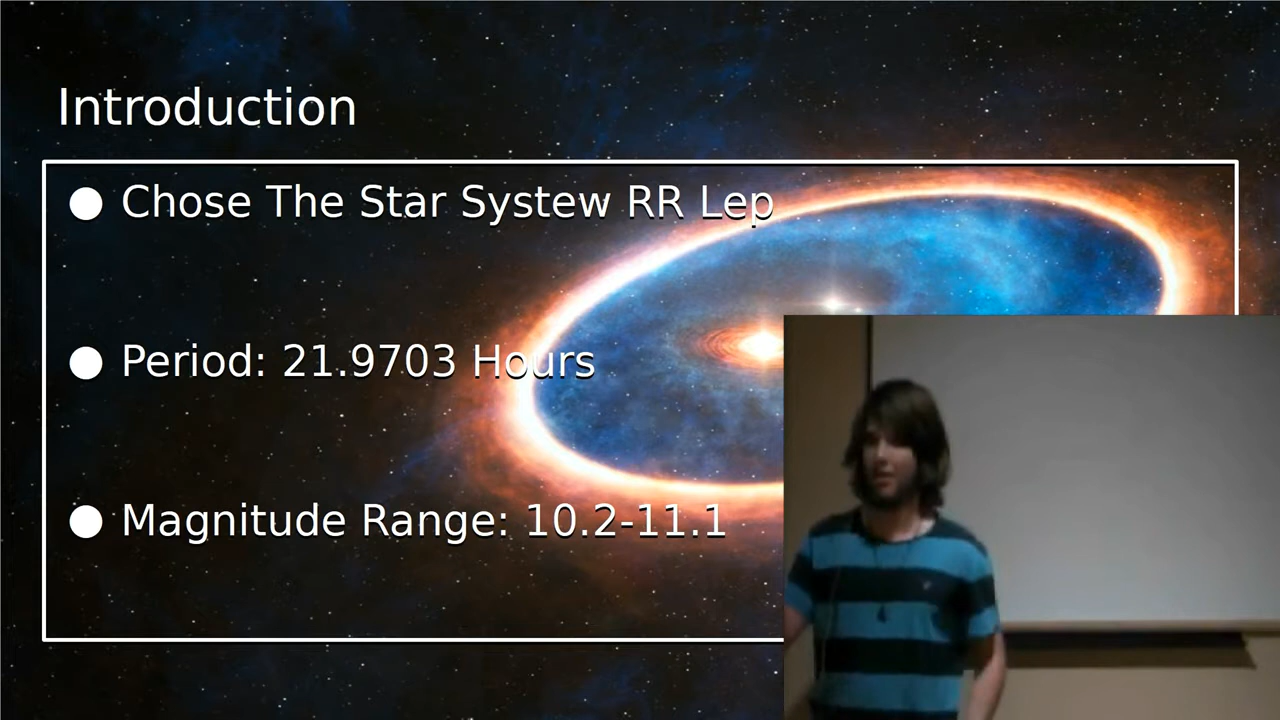 Introduction
● Chose The Star Systew RR Lep
● Period: 21.9703 Hours
● Magnitude Range: 10.2-11.1